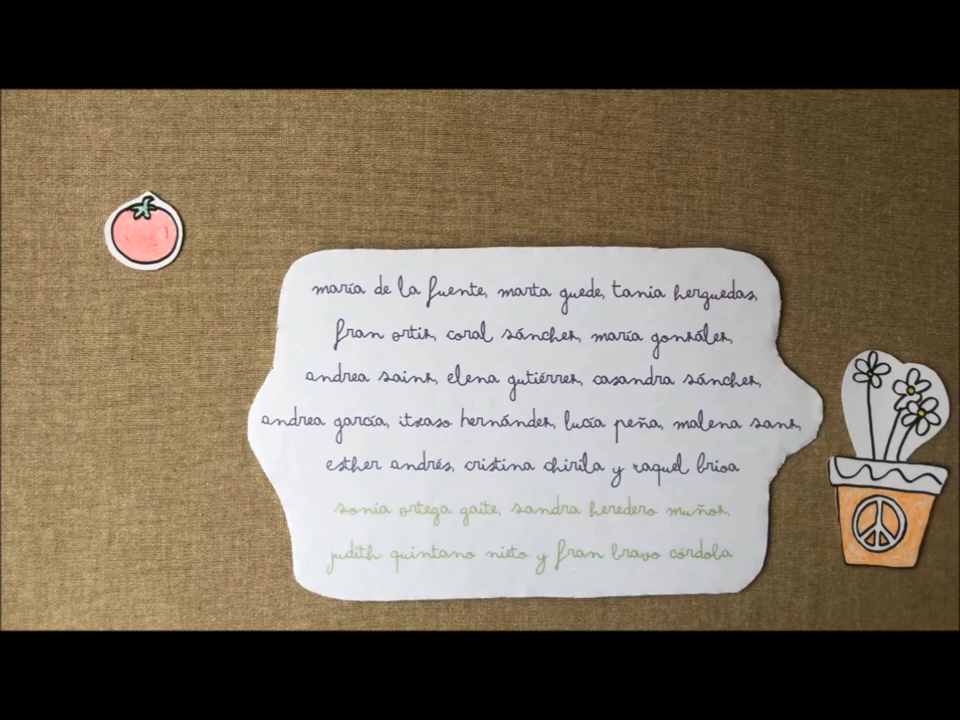 maría de la fuente, marta guede, tania herguedas,
fran ortiz, coral sánchez, maría gonzález,
andrea sainz, elena gutiérrez, casandra sánchez,
andrea garcía, itxaso hernández, lucía peña, malena sanz,
esther andrés, cristina chirila y raquel brioa
sonia ortega gaite, sandra heredero muñoz,
judith quintano nieto y fran bravo córdola